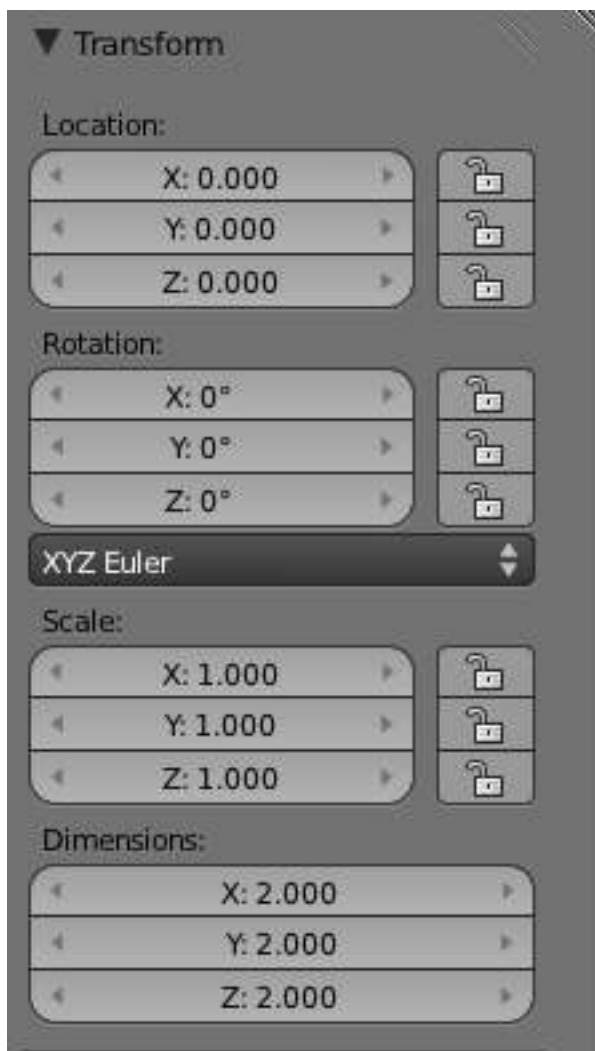 Transform
Location:
X: 0.000
Y: 0.000
Z: 0.000
Rotation:
X: 0°
Y: 0°
Z: 0°
XYZ Euler
Scale:
X: 1.000
Y: 1.000
Z: 1.000
Dimensions:
X: 2.000
Y: 2.000
Z: 2.000